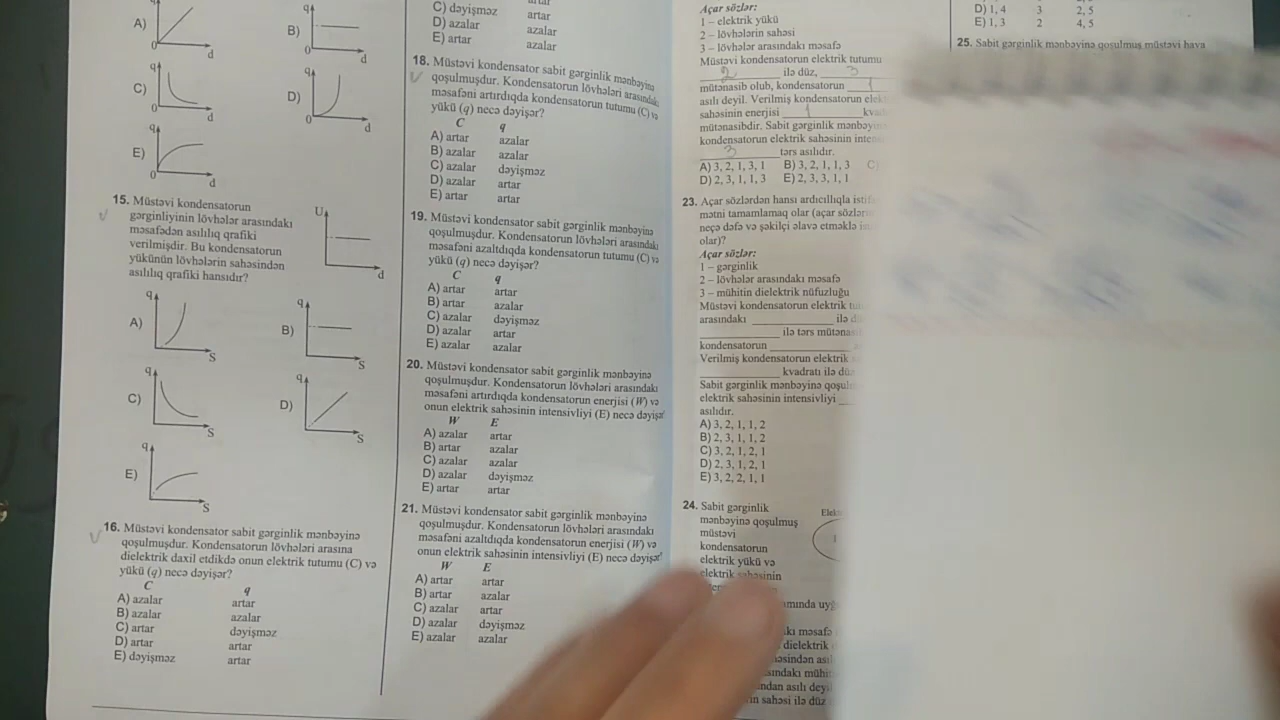 A)
0
d
B)
q
0
d
C)
q
0
d
D)
q
0
d
E)
q
0
d
15. Müstəvi kondensatorun
gərginliyinin lövhələr arasındakı
məsafədən asılılıq qrafiki
verilmişdir. Bu kondensatorun
yükünün lövhələrin sahəsindən
asılılıq qrafiki hansıdır?
U
d
A)
q
S
B)
q
S
C)
q
S
D)
q
S
E)
q
S
16. Müstəvi kondensator sabit gərginlik mənbəyinə
qoşulmuşdur. Kondensatorun lövhələri arasına
dielektrik daxil etdikdə onun elektrik tutumu (C) və
yükü (q) necə dəyişər?
C q
A) azalar artar
B) azalar azalar
C) artar dəyişməz
D) artar artar
E) dəyişməz artar
C) dəyişməz artar
D) azalar azalar
E) artar azalar
18. Müstəvi kondensator sabit gərginlik mənbəyinə
qoşulmuşdur. Kondensatorun lövhələri arasındakı
məsafəni artırdıqda kondensatorun tutumu (C) və
yükü (q) necə dəyişər?
C q
A) artar azalar
B) azalar azalar
C) azalar dəyişməz
D) azalar artar
E) artar artar
19. Müstəvi kondensator sabit gərginlik mənbəyinə
qoşulmuşdur. Kondensatorun lövhələri arasındakı
məsafəni azaltdıqda kondensatorun tutumu (C) və
yükü (q) necə dəyişər?
C q
A) artar artar
B) artar azalar
C) azalar dəyişməz
D) azalar artar
E) azalar azalar
20. Müstəvi kondensator sabit gərginlik mənbəyinə
qoşulmuşdur. Kondensatorun lövhələri arasındakı
məsafəni artırdıqda kondensatorun enerjisi (W) və
onun elektrik sahəsinin intensivliyi (E) necə dəyişər?
W E
A) azalar artar
B) artar azalar
C) azalar azalar
D) azalar dəyişməz
E) artar artar
21. Müstəvi kondensator sabit gərginlik mənbəyinə
qoşulmuşdur. Kondensatorun lövhələri arasındakı
məsafəni azaltdıqda kondensatorun enerjisi (W) və
onun elektrik sahəsinin intensivliyi (E) necə dəyişər?
W E
A) artar artar
B) artar azalar
C) azalar artar
D) azalar dəyişməz
E) azalar azalar
Açar sözlər:
1 – elektrik yükü
2 – lövhələrin sahəsi
3 – lövhələr arasındakı məsafə
Müstəvi kondensatorun elektrik tutumu
2 ilə düz, 3
mütənasib olub, kondensatorun 1
asılı deyil. Verilmiş kondensatorun
sahəsinin enerjisi 1
mütənasibdir. Sabit gərginlik
kondensatorun elektrik sahəsinin
3 tərs asılıdır.
A) 3, 2, 1, 3, 1 B) 3, 2, 1, 1, 3 C)
D) 2, 3, 1, 1, 3 E) 2, 3, 3, 1, 1
23. Açar sözlərdən hansı ardıcıllıqla
mətni tamamlamaq olar (açar
neçə dəfə və şəkilçi əlavə etməklə
olar)?
Açar sözlər:
1 – gərginlik
2 – lövhələr arasındakı məsafə
3 – mühitin dielektrik nüfuzluğu
Müstəvi kondensatorun elektrik
arasındakı ilə
ilə tərs
kondensatorun
Verilmiş kondensatorun elektrik
kvadratı ilə
Sabit gərginlik mənbəyinə
elektrik sahəsinin intensivliyi
asılıdır.
A) 3, 2, 1, 1, 2
B) 2, 3, 1, 1, 2
C) 3, 2, 1, 2, 1
D) 2, 3, 1, 2, 1
E) 3, 2, 2, 1, 1
24. Sabit gərginlik
mənbəyinə qoşulmuş
müstəvi
kondensatorun
elektrik yükü və
elektrik sahəsinin
məsafə
dielektrik
sahəsi ilə düz
D) 1, 4 3 2, 5
E) 1, 3 2 4, 5
25. Sabit gərginlik mənbəyinə qoşulmuş müstəvi hava